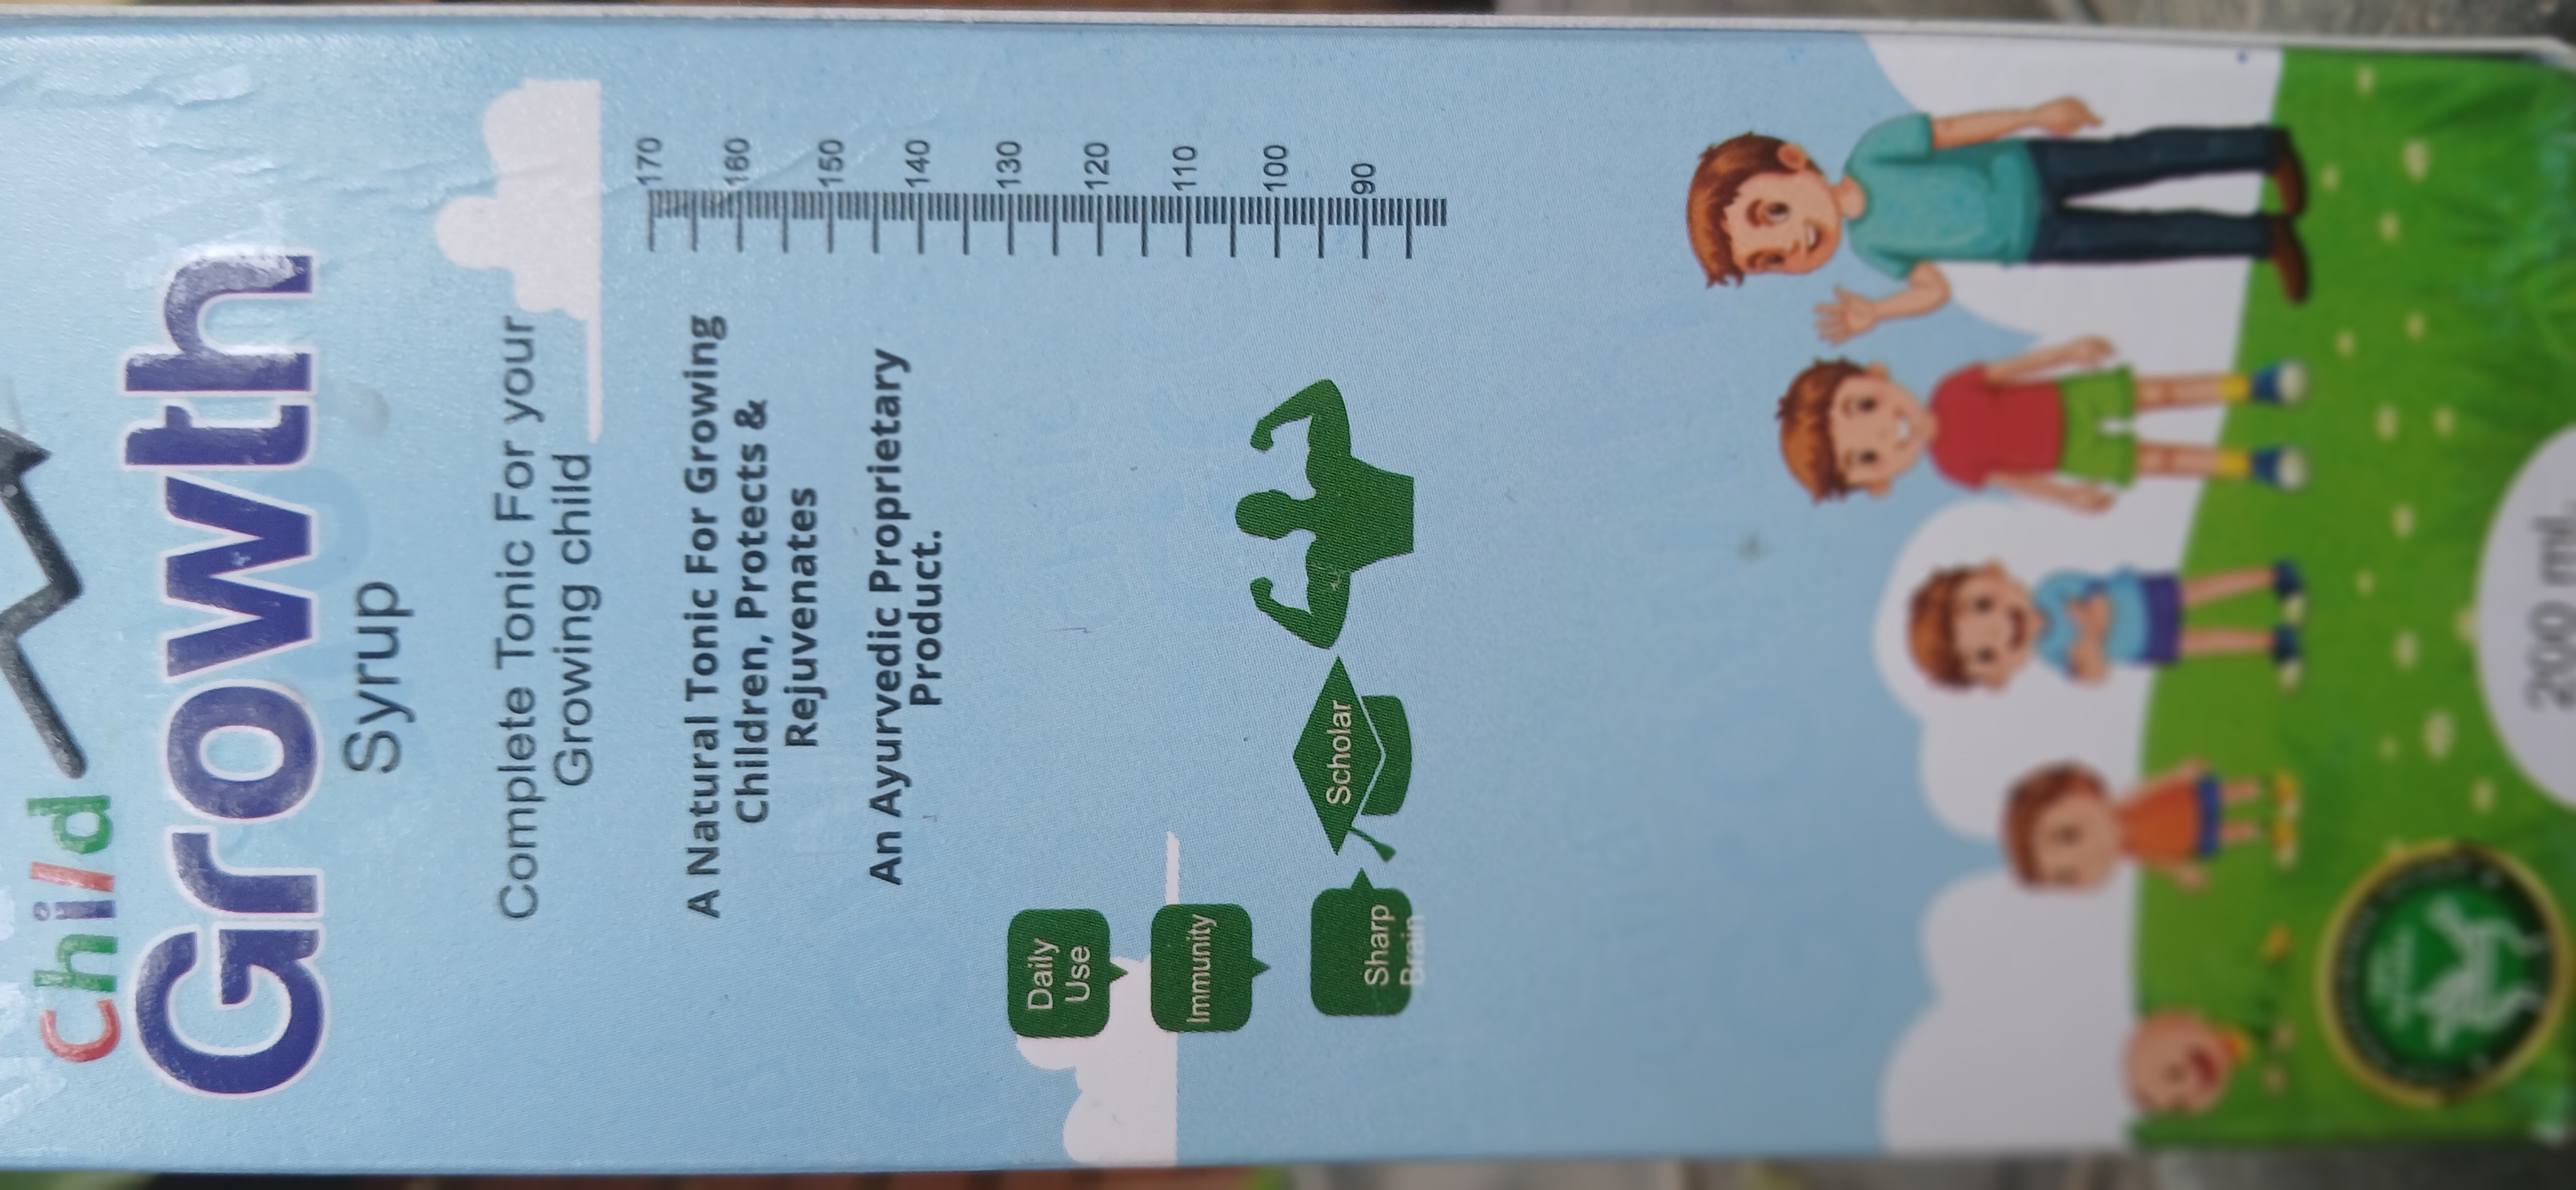 Child
Growth
Syrup
Complete Tonic For your
Growing child
170
160
150
140
130
120
110
100
90
A Natural Tonic For Growing
Children, Protects &
Rejuvenates
An Ayurvedic Proprietary
Product.
Daily
Use
Immunity
Scholar
Sharp
Brain
200 ml